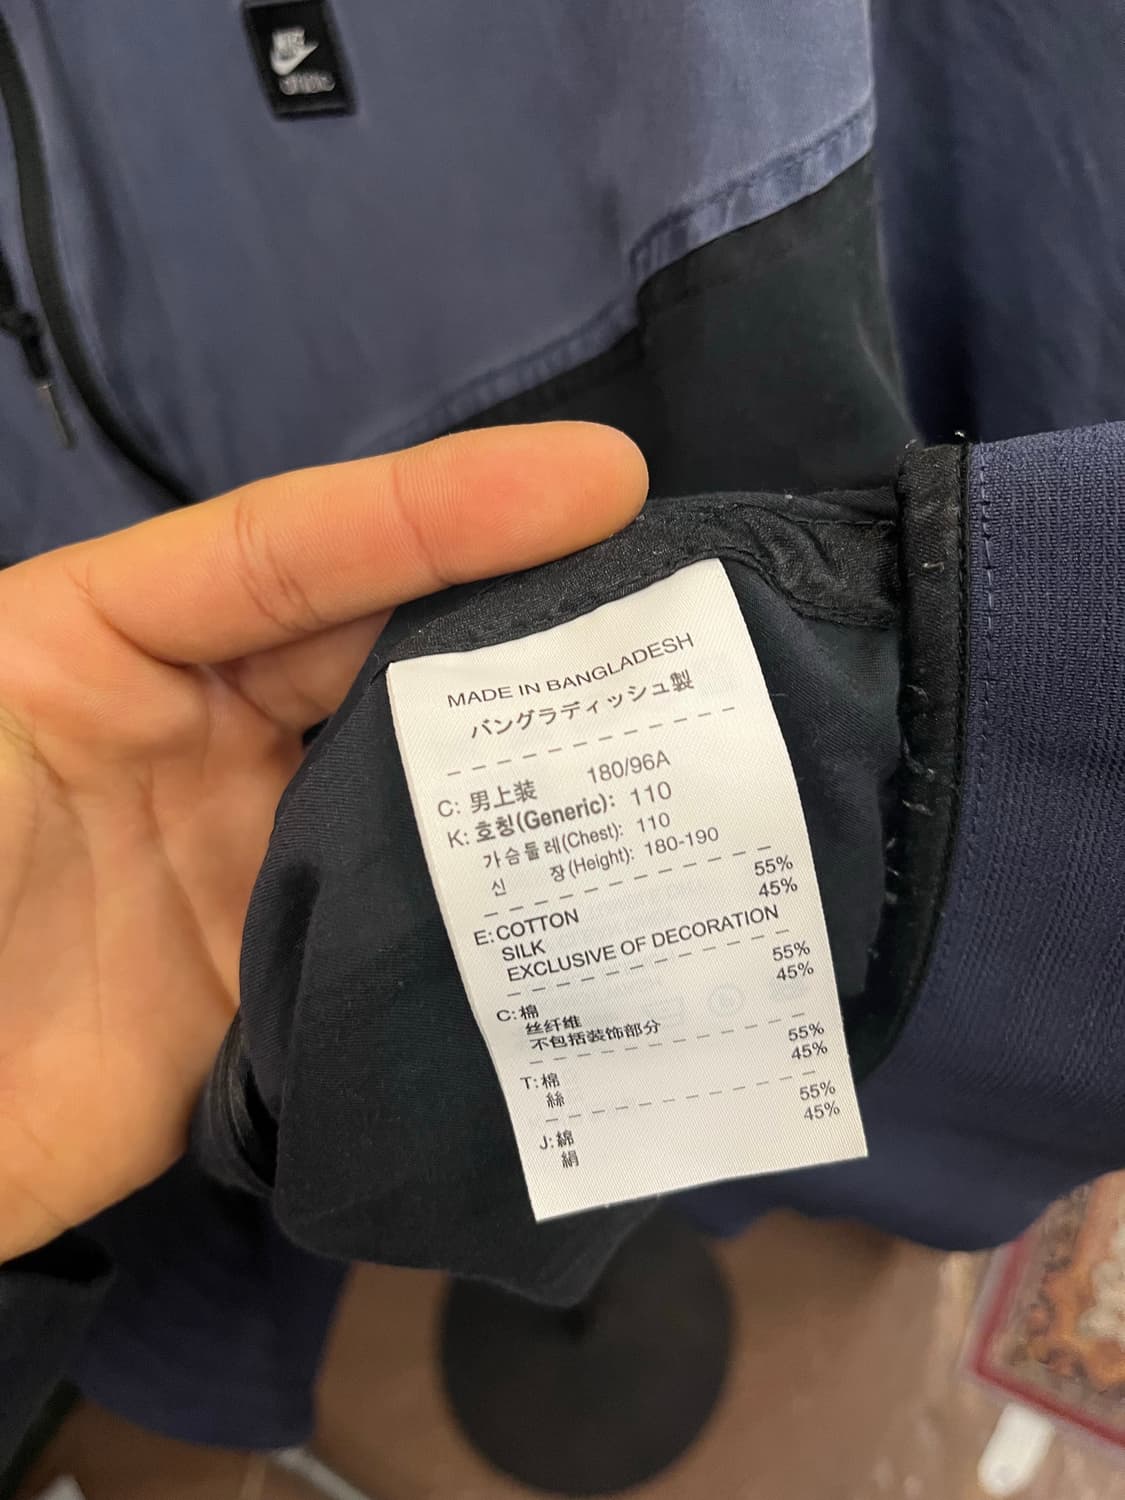 MADE IN BANGLADESH
バングラディッシュ製
C: 男上装 180/96A
K: 호칭(Generic): 110
가슴둘레(Chest): 110
신 장(Height): 180-190
E: COTTON 55%
SILK 45%
EXCLUSIVE OF DECORATION
C: 棉 55%
丝纤维 45%
不包括装饰部分
T: 棉 55%
絲 45%
J: 綿 55%
絹 45%